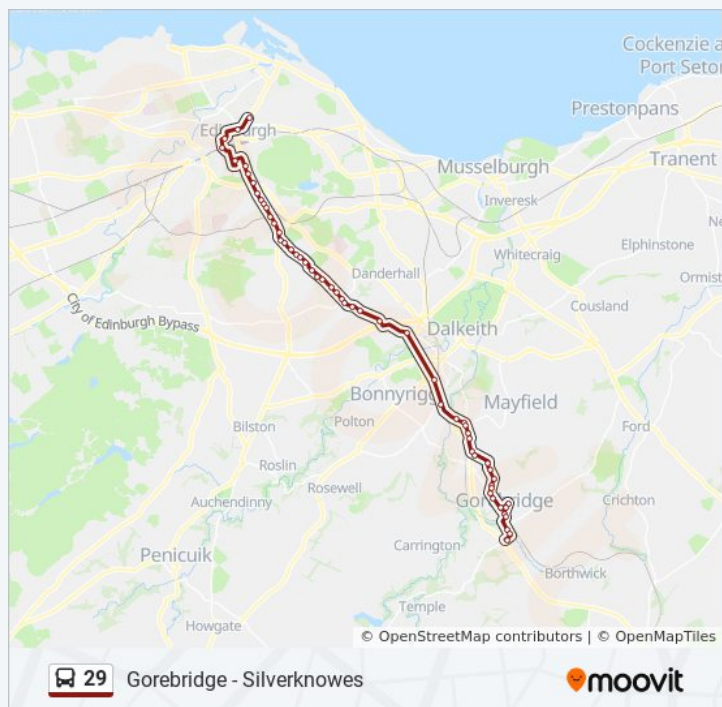 Cockenzie a
Port Seton
Prestonpans
Edinburgh
Musselburgh
Tranent
Inveresk
Ne
Elphinstone
Whitecraig
Ormist
Danderhall
Cousland
City of Edinburgh Bypass
Dalkeith
Bonnyrigg
Mayfield
Polton
Bilston
Ford
Roslin
Rosewell
Auchendinny
Gorebridge
Crichton
Penicuik
Carrington
Borthwick
Temple
Howgate
© OpenStreetMap contributors | © OpenMapTiles
29 Gorebridge - Silverknowes
moovit